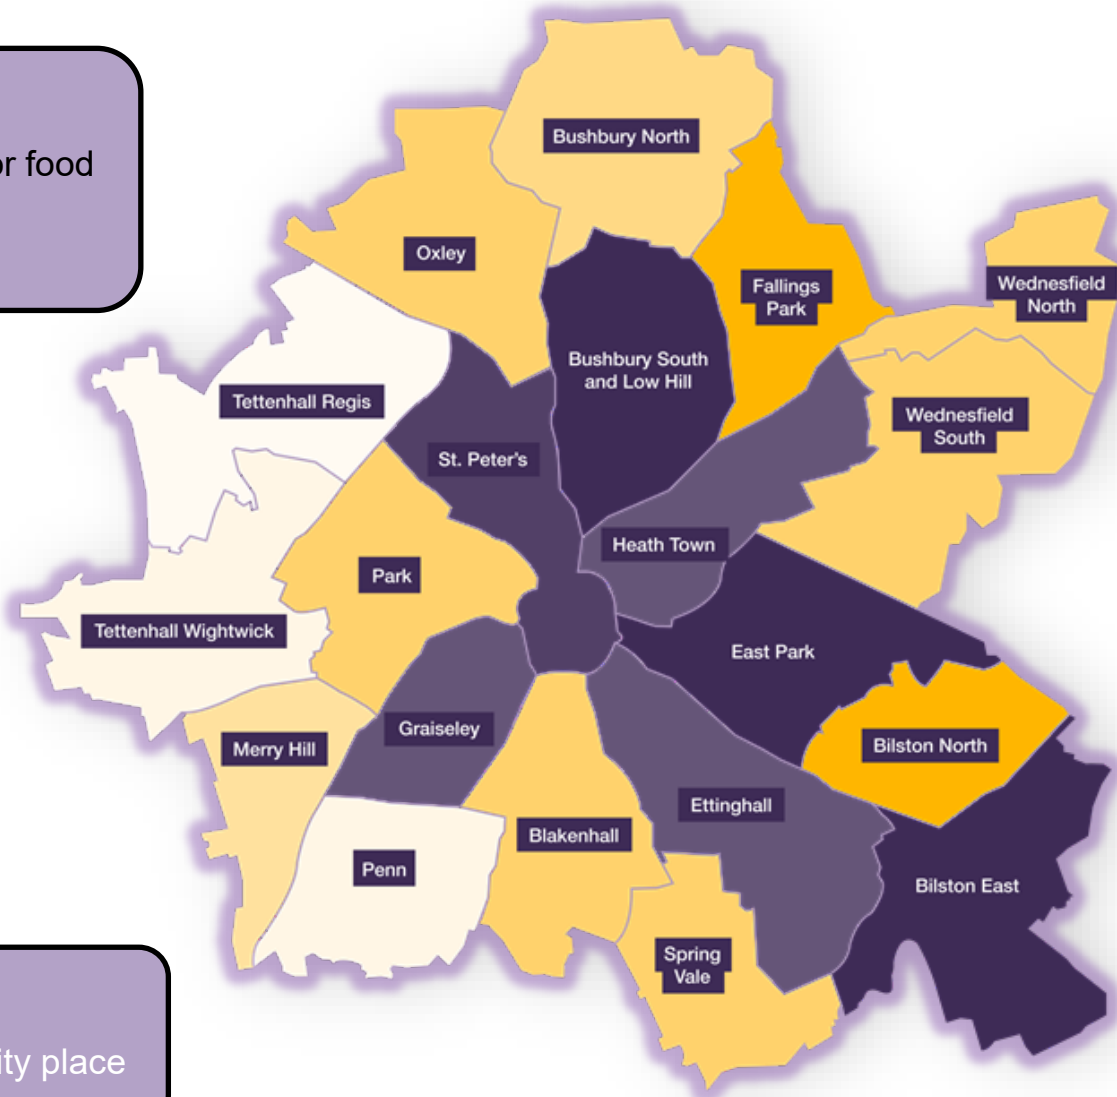 or food
Bushbury North
Oxley
Fallings
Park
Wednesfield
North
Bushbury South
and Low Hill
Tettenhall Regis
Wednesfield
South
St. Peter's
Heath Town
Park
Tettenhall Wightwick
East Park
Graiseley
Merry Hill
Bilston North
Ettinghall
Blakenhall
Penn
Bilston East
Spring
Vale
ity place